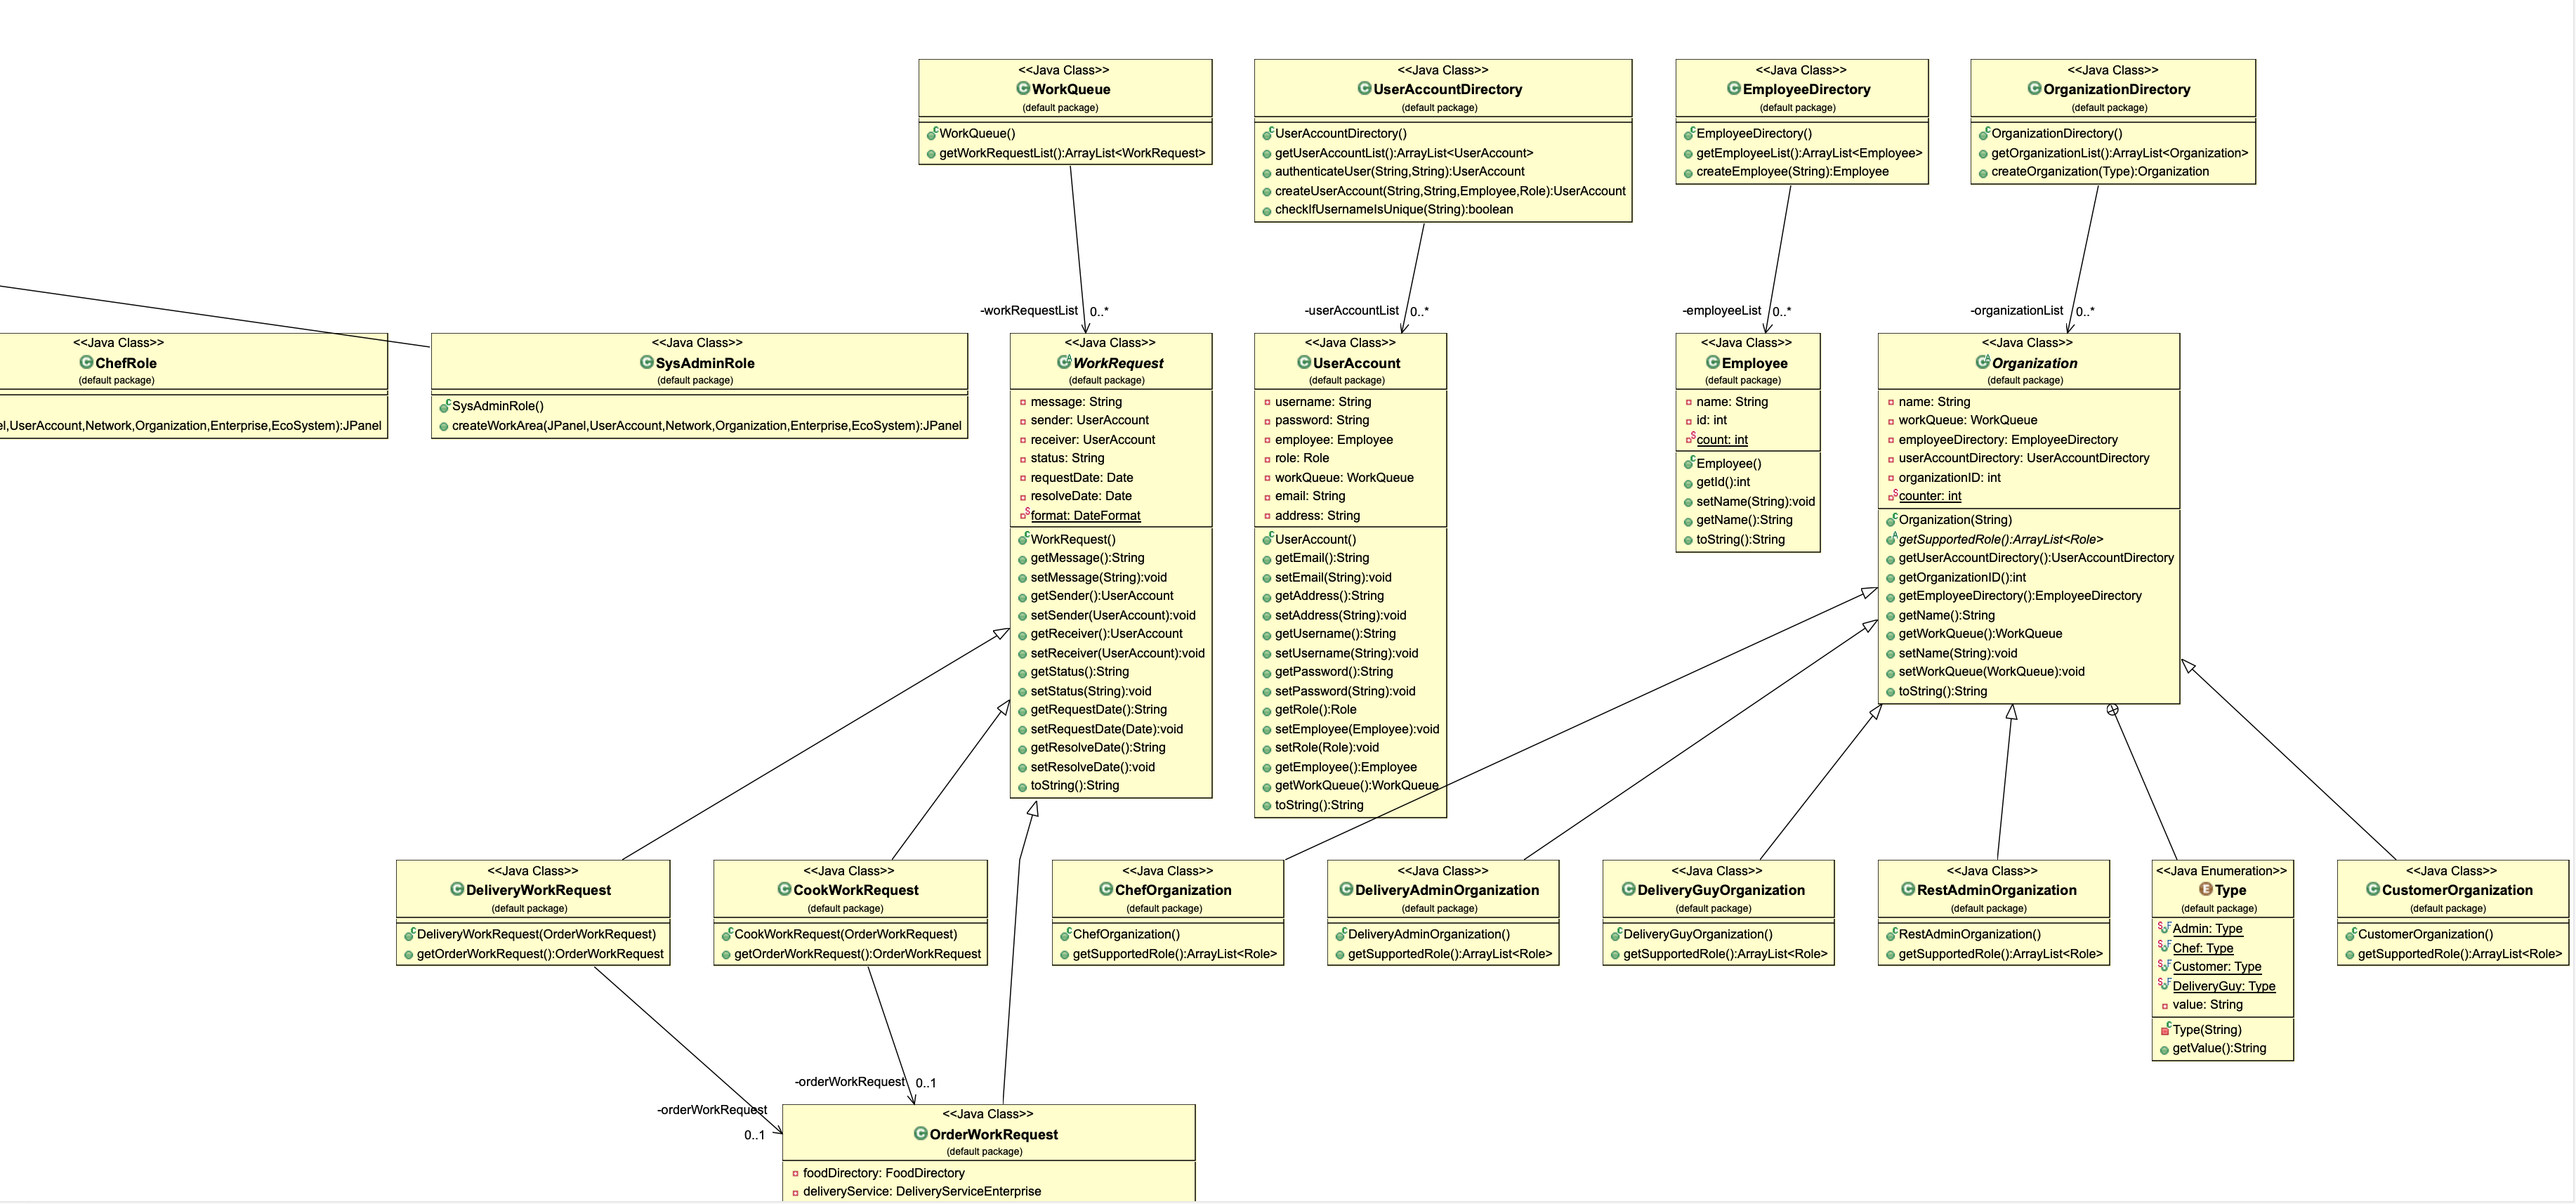 <<Java Class>>
WorkQueue
(default package)
WorkQueue()
getWorkRequestList():ArrayList<WorkRequest>
<<Java Class>>
UserAccountDirectory
(default package)
UserAccountDirectory()
getUserAccountList():ArrayList<UserAccount>
authenticateUser(String,String):UserAccount
createUserAccount(String,String,Employee,Role):UserAccount
checkIfUsernameIsUnique(String):boolean
<<Java Class>>
EmployeeDirectory
(default package)
EmployeeDirectory()
getEmployeeList():ArrayList<Employee>
createEmployee(String):Employee
<<Java Class>>
OrganizationDirectory
(default package)
OrganizationDirectory()
getOrganizationList():ArrayList<Organization>
createOrganization(Type):Organization
-workRequestList 0..*
-userAccountList 0..*
-employeeList 0..*
-organizationList 0..*
<<Java Class>>
ChefRole
(default package)
el,UserAccount,Network,Organization,Enterprise,EcoSystem):JPanel
<<Java Class>>
SysAdminRole
(default package)
SysAdminRole()
createWorkArea(JPanel,UserAccount,Network,Organization,Enterprise,EcoSystem):JPanel
<<Java Class>>
WorkRequest
(default package)
message: String
sender: UserAccount
receiver: UserAccount
status: String
requestDate: Date
resolveDate: Date
format: DateFormat
WorkRequest()
getMessage():String
setMessage(String):void
getSender():UserAccount
setSender(UserAccount):void
getReceiver():UserAccount
setReceiver(UserAccount):void
getStatus():String
setStatus(String):void
getRequestDate():String
setRequestDate(Date):void
getResolveDate():String
setResolveDate():void
toString():String
<<Java Class>>
UserAccount
(default package)
username: String
password: String
employee: Employee
role: Role
workQueue: WorkQueue
email: String
address: String
UserAccount()
getEmail():String
setEmail(String):void
getAddress():String
setAddress(String):void
getUsername():String
setUsername(String):void
getPassword():String
setPassword(String):void
getRole():Role
setEmployee(Employee):void
setRole(Role):void
getEmployee():Employee
getWorkQueue():WorkQueue
toString():String
<<Java Class>>
Employee
(default package)
name: String
id: int
count: int
Employee()
getId():int
setName(String):void
getName():String
toString():String
<<Java Class>>
Organization
(default package)
name: String
workQueue: WorkQueue
employeeDirectory: EmployeeDirectory
userAccountDirectory: UserAccountDirectory
organizationID: int
counter: int
Organization(String)
getSupportedRole():ArrayList<Role>
getUserAccountDirectory():UserAccountDirectory
getOrganizationID():int
getEmployeeDirectory():EmployeeDirectory
getName():String
getWorkQueue():WorkQueue
setName(String):void
setWorkQueue(WorkQueue):void
toString():String
<<Java Class>>
DeliveryWorkRequest
(default package)
DeliveryWorkRequest(OrderWorkRequest)
getOrderWorkRequest():OrderWorkRequest
<<Java Class>>
CookWorkRequest
(default package)
CookWorkRequest(OrderWorkRequest)
getOrderWorkRequest():OrderWorkRequest
<<Java Class>>
ChefOrganization
(default package)
ChefOrganization()
getSupportedRole():ArrayList<Role>
<<Java Class>>
DeliveryAdminOrganization
(default package)
DeliveryAdminOrganization()
getSupportedRole():ArrayList<Role>
<<Java Class>>
DeliveryGuyOrganization
(default package)
DeliveryGuyOrganization()
getSupportedRole():ArrayList<Role>
<<Java Class>>
RestAdminOrganization
(default package)
RestAdminOrganization()
getSupportedRole():ArrayList<Role>
<<Java Enumeration>>
Type
(default package)
Admin: Type
Chef: Type
Customer: Type
DeliveryGuy: Type
value: String
Type(String)
getValue():String
<<Java Class>>
CustomerOrganization
(default package)
CustomerOrganization()
getSupportedRole():ArrayList<Role>
-orderWorkRequest 0..1
-orderWorkRequest
0..1
<<Java Class>>
OrderWorkRequest
(default package)
foodDirectory: FoodDirectory
deliveryService: DeliveryServiceEnterprise